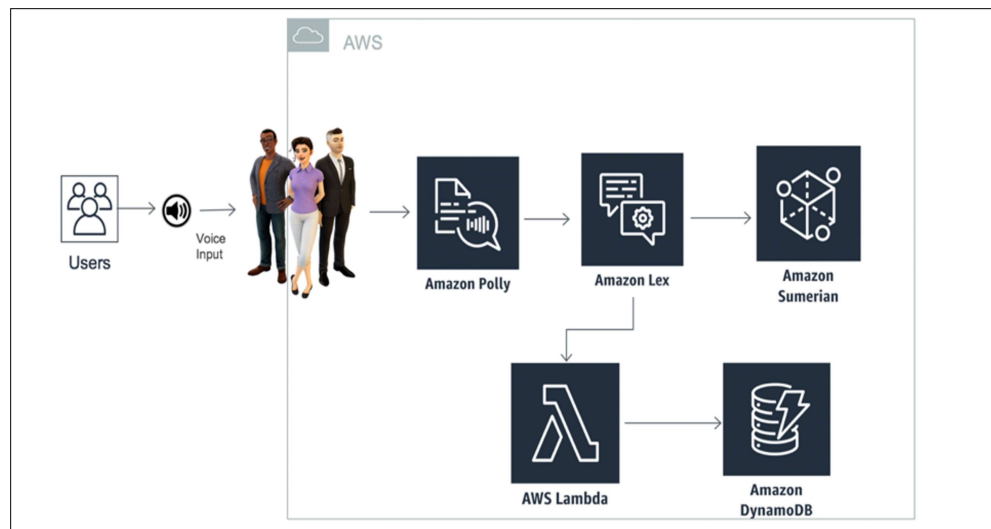 AWS
Users
Voice
Input
Amazon Polly
Amazon Lex
Amazon
Sumerian
AWS Lambda
Amazon
DynamoDB